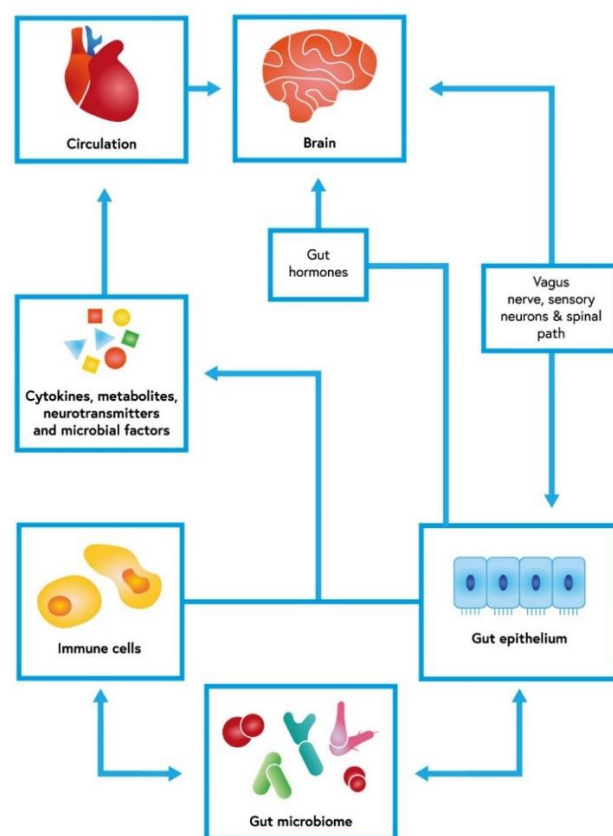 Circulation
Brain
Gut
hormones
Vagus
nerve, sensory
neurons & spinal
path
Cytokines, metabolites,
neurotransmitters
and microbial factors
Immune cells
Gut epithelium
Gut microbiome